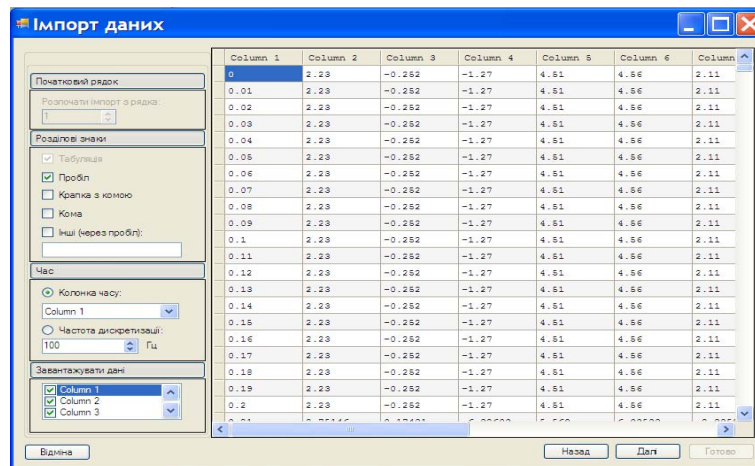 Імпорт даних
Початковий рядок
Розпочати імпорт з рядка:
1
Розділові знаки
Табуляція
Пробіл
Крапка з комою
Кома
Інші (через пробіл):
Час
Колонка часу:
Column 1
Частота дискретизації:
100 Гц
Завантажувати дані
Column 1
Column 2
Column 3
Column 1 Column 2 Column 3 Column 4 Column 5 Column 6 Column
0 2.23 -0.252 -1.27 4.51 4.56 2.11
0.01 2.23 -0.252 -1.27 4.51 4.56 2.11
0.02 2.23 -0.252 -1.27 4.51 4.56 2.11
0.03 2.23 -0.252 -1.27 4.51 4.56 2.11
0.04 2.23 -0.252 -1.27 4.51 4.56 2.11
0.05 2.23 -0.252 -1.27 4.51 4.56 2.11
0.06 2.23 -0.252 -1.27 4.51 4.56 2.11
0.07 2.23 -0.252 -1.27 4.51 4.56 2.11
0.08 2.23 -0.252 -1.27 4.51 4.56 2.11
0.09 2.23 -0.252 -1.27 4.51 4.56 2.11
0.1 2.23 -0.252 -1.27 4.51 4.56 2.11
0.11 2.23 -0.252 -1.27 4.51 4.56 2.11
0.12 2.23 -0.252 -1.27 4.51 4.56 2.11
0.13 2.23 -0.252 -1.27 4.51 4.56 2.11
0.14 2.23 -0.252 -1.27 4.51 4.56 2.11
0.15 2.23 -0.252 -1.27 4.51 4.56 2.11
0.16 2.23 -0.252 -1.27 4.51 4.56 2.11
0.17 2.23 -0.252 -1.27 4.51 4.56 2.11
0.18 2.23 -0.252 -1.27 4.51 4.56 2.11
0.19 2.23 -0.252 -1.27 4.51 4.56 2.11
0.2 2.23 -0.252 -1.27 4.51 4.56 2.11
Відміна
Назад
Далі
Готово